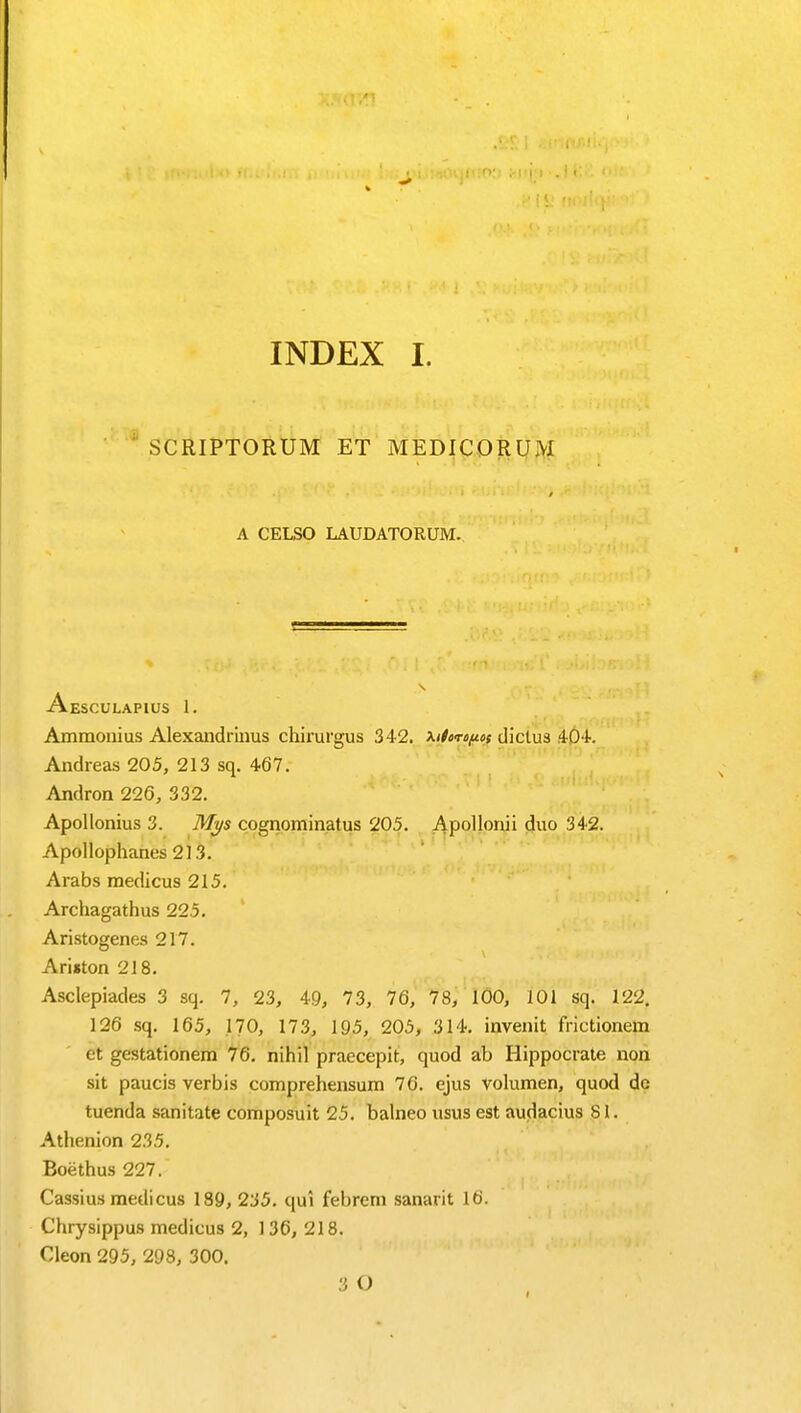 INDEX I.
SCRIPTORUM ET MEDICORUM
A CELSO LAUDATORUM.
AESCULAPIUS 1.
Ammonius Alexandrinus chirurgus 342. λιθοτομος dictus 404.
Andreas 205, 213 sq. 467.
Andron 226, 332.
Apollonius 3. Mys cognominatus 205. Apollonii duo 342.
Apollophanes 213.
Arabs medicus 215.
Archagathus 225.
Aristogenes 217.
Ariston 218.
Asclepiades 3 sq. 7, 23, 49, 73, 76, 78, 100, 101 sq. 122.
126 sq. 165, 170, 173, 195, 205, 314. invenit frictionem
et gestationem 76. nihil praecepit, quod ab Hippocrate non
sit paucis verbis comprehensum 76. ejus volumen, quod de
tuenda sanitate composuit 25. balneo usus est audacius 81.
Athenion 235.
Boëthus 227.
Cassius medicus 189, 235. qui febrem sanarit 16.
Chrysippus medicus 2, 136, 218.
Cleon 295, 298, 300.
3 O